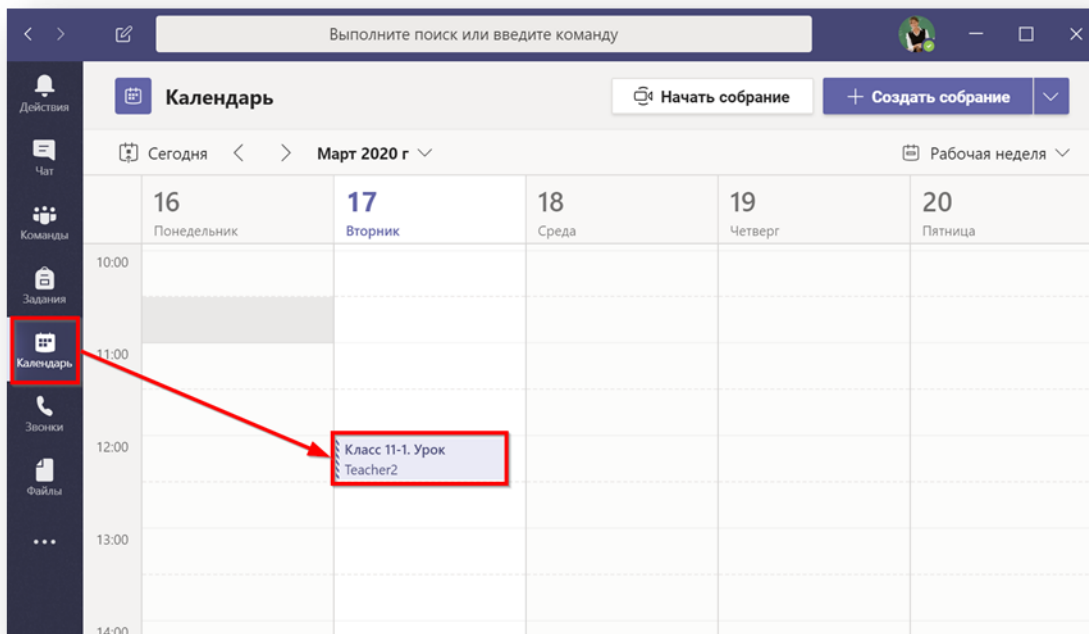 Выполните поиск или введите команду
Действия
Чат
Команды
Задания
Календарь
Звонки
Файлы
Календарь
Начать собрание
Создать собрание
Сегодня
Март 2020 г
Рабочая неделя
16
Понедельник
17
Вторник
18
Среда
19
Четверг
20
Пятница
10:00
11:00
12:00
Класс 11-1. Урок
Teacher2
13:00
14:00